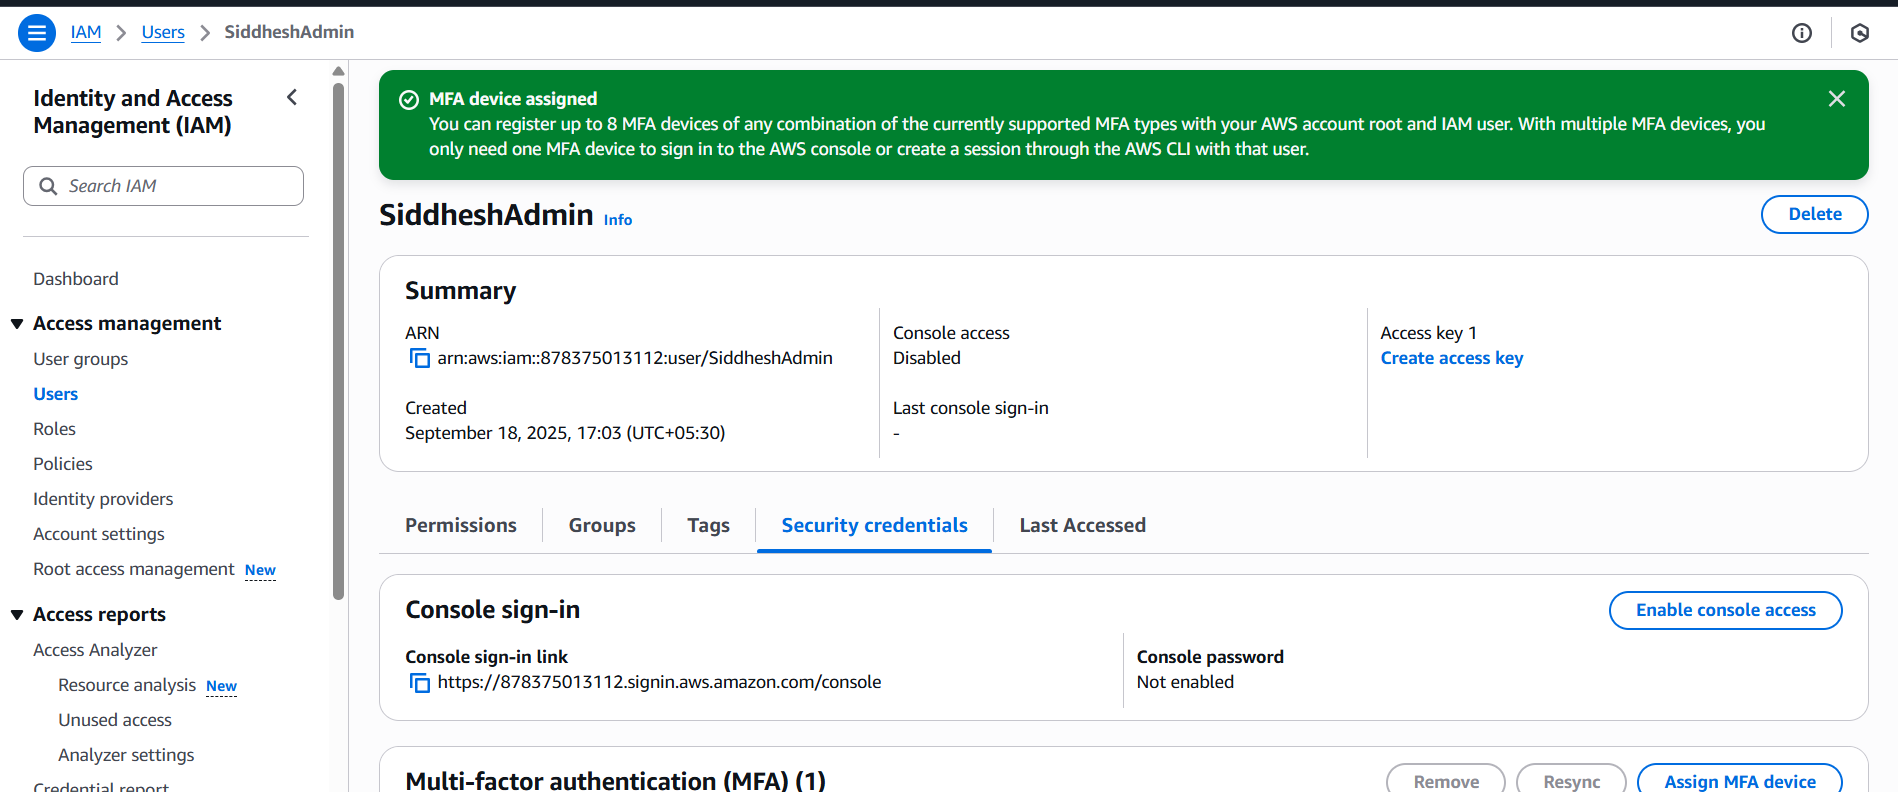 IAM > Users > SiddheshAdmin
Identity and Access
Management (IAM)
Search IAM
Dashboard
Access management
User groups
Users
Roles
Policies
Identity providers
Account settings
Root access management New
Access reports
Access Analyzer
Resource analysis New
Unused access
Analyzer settings
Credential report
MFA device assigned
You can register up to 8 MFA devices of any combination of the currently supported MFA types with your AWS account root and IAM user. With multiple MFA devices, you
only need one MFA device to sign in to the AWS console or create a session through the AWS CLI with that user.
SiddheshAdmin Info
Delete
Summary
ARN
arn:aws:iam::878375013112:user/SiddheshAdmin
Created
September 18, 2025, 17:03 (UTC+05:30)
Console access
Disabled
Last console sign-in
-
Access key 1
Create access key
Permissions Groups Tags Security credentials Last Accessed
Console sign-in
Enable console access
Console sign-in link
https://878375013112.signin.aws.amazon.com/console
Console password
Not enabled
Multi-factor authentication (MFA) (1)
Remove Resync Assign MFA device